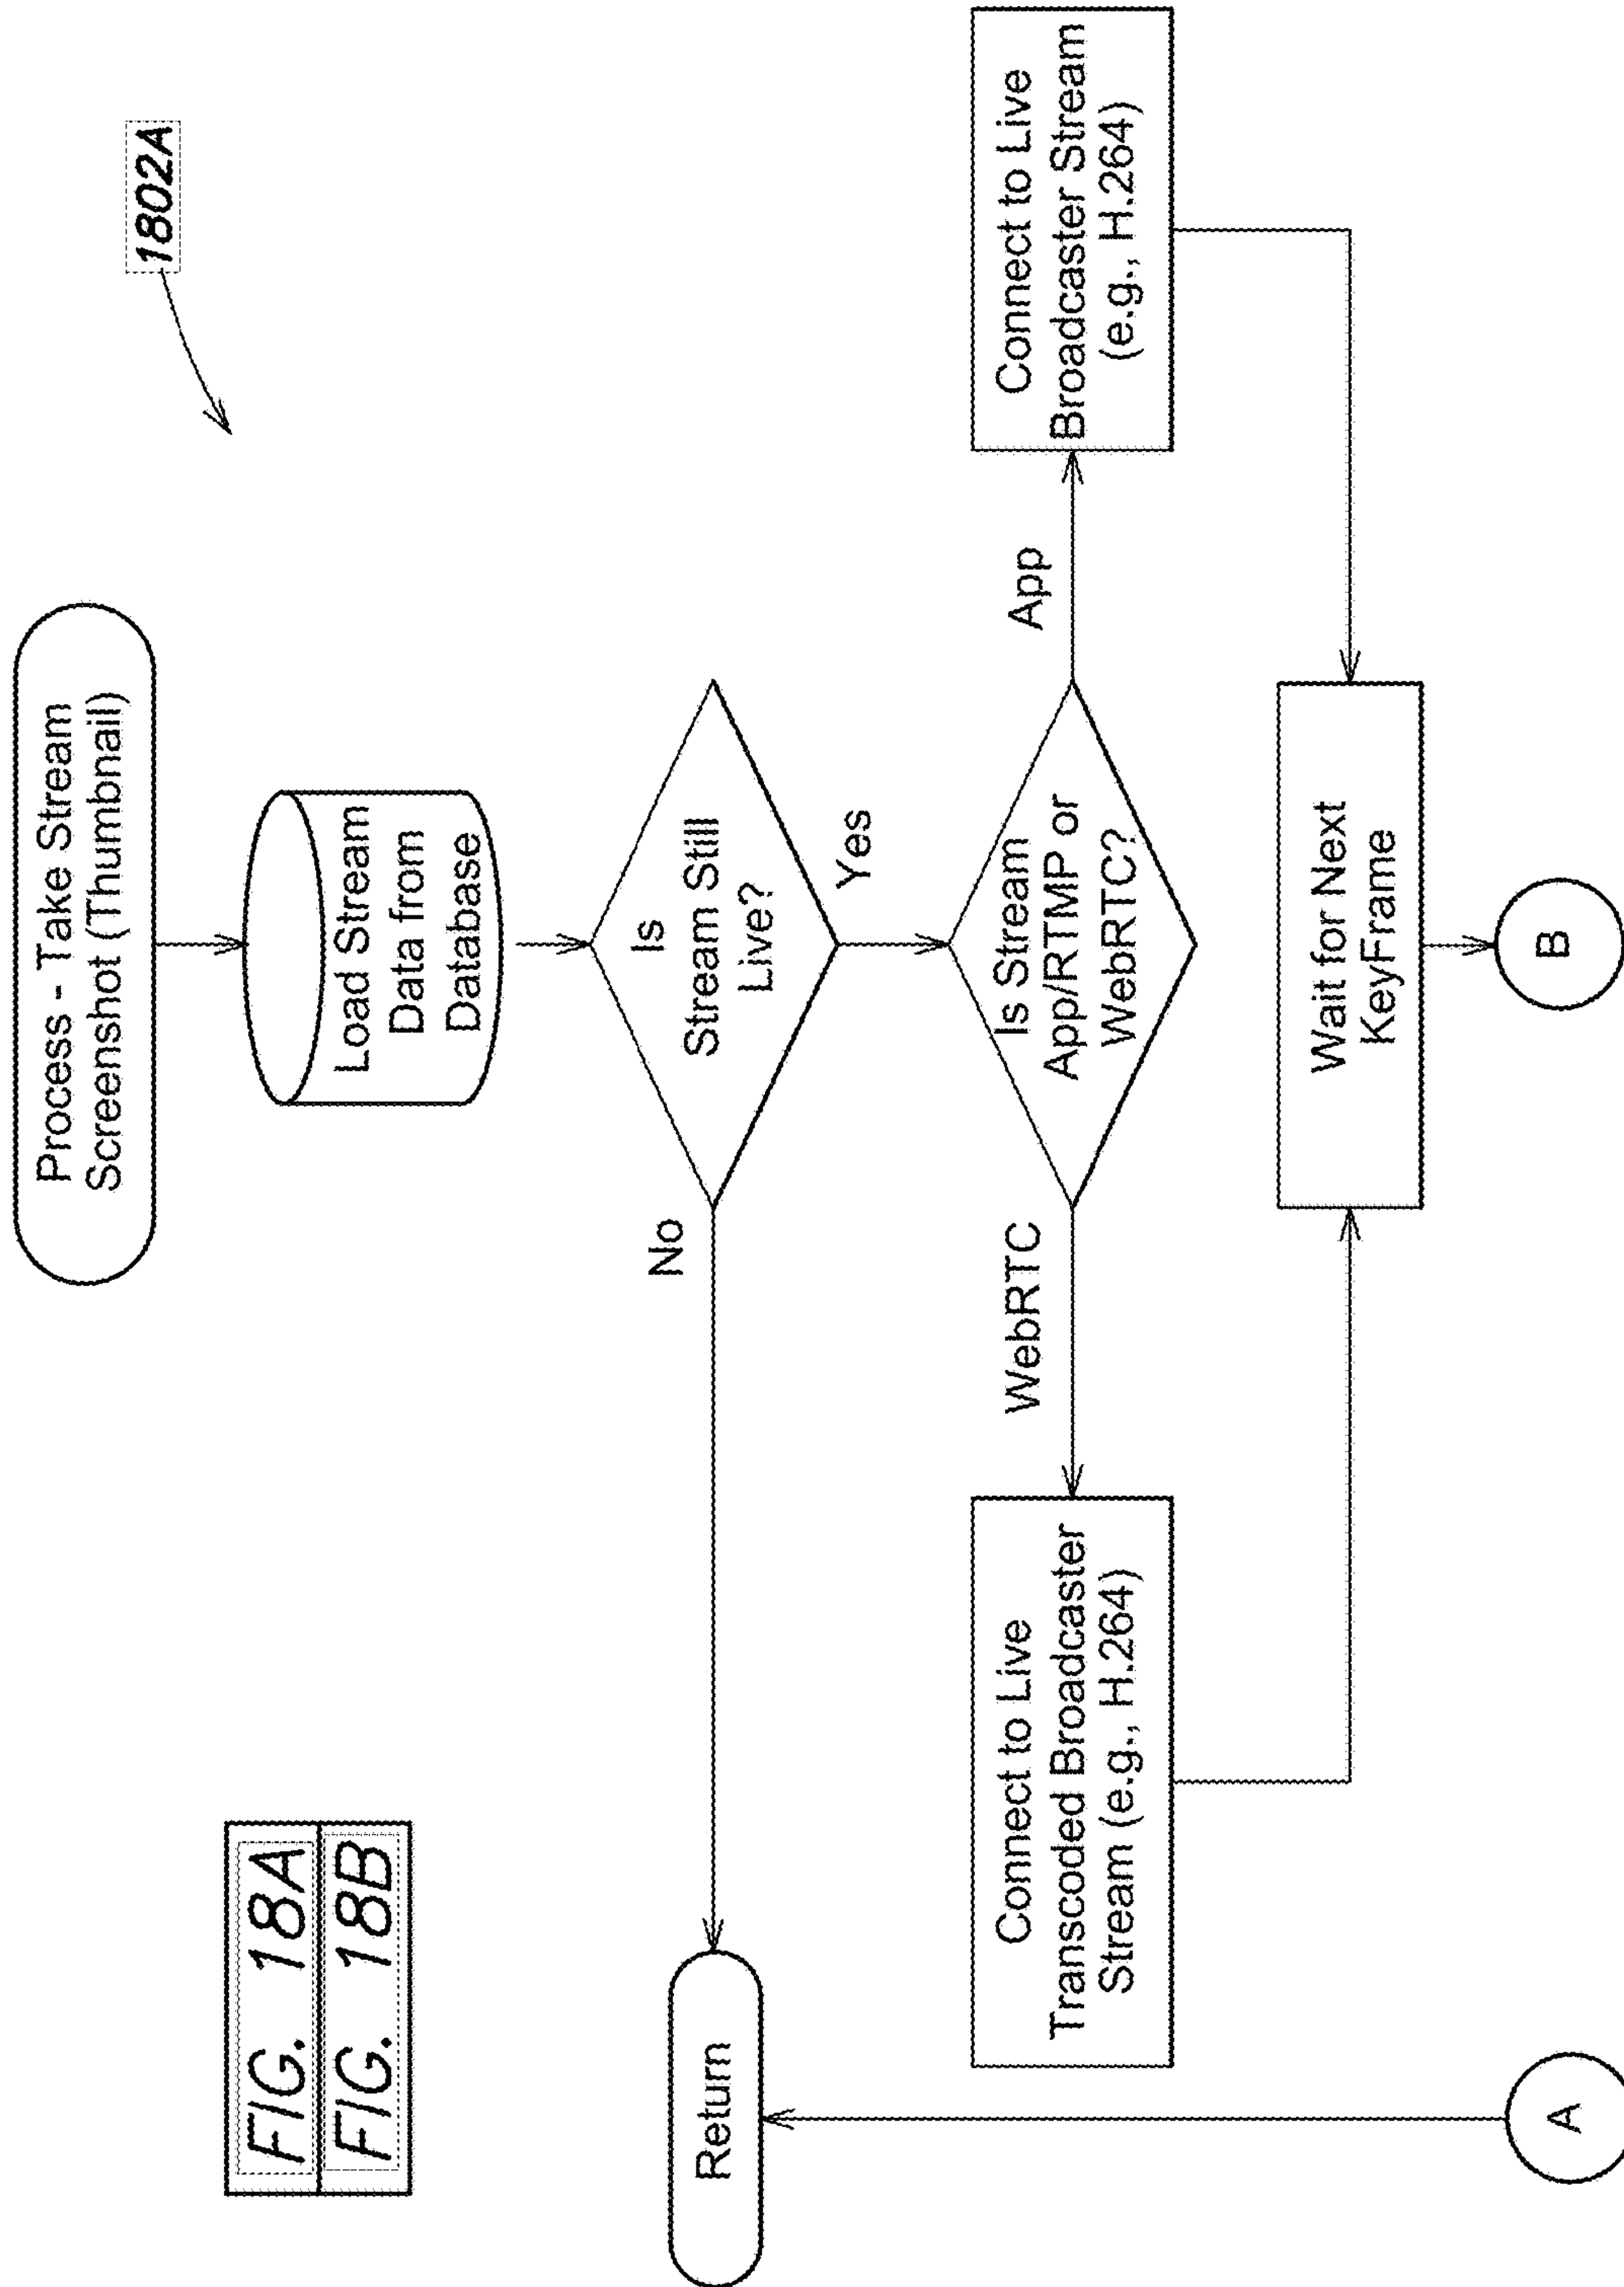 FIG. 18A
FIG. 18B
1802A
Process - Take Stream
Screenshot (Thumbnail)
Load Stream
Data from
Database
Is
Stream Still
Live?
No
Yes
Return
Is Stream
App/RTMP or
WebRTC?
WebRTC
App
Connect to Live
Transcoded Broadcaster
Stream (e.g., H.264)
Connect to Live
Broadcaster Stream
(e.g., H.264)
Wait for Next
KeyFrame
A
B